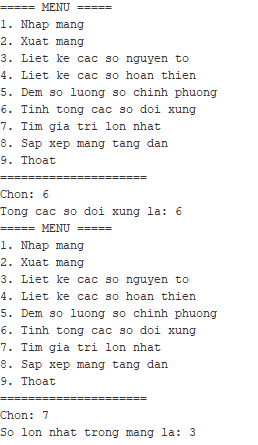 ===== MENU =====
1. Nhap mang
2. Xuat mang
3. Liet ke cac so nguyen to
4. Liet ke cac so hoan thien
5. Dem so luong so chinh phuong
6. Tinh tong cac so doi xung
7. Tim gia tri lon nhat
8. Sap xep mang tang dan
9. Thoat
=====================
Chon: 6
Tong cac so doi xung la: 6
===== MENU =====
1. Nhap mang
2. Xuat mang
3. Liet ke cac so nguyen to
4. Liet ke cac so hoan thien
5. Dem so luong so chinh phuong
6. Tinh tong cac so doi xung
7. Tim gia tri lon nhat
8. Sap xep mang tang dan
9. Thoat
=====================
Chon: 7
So lon nhat trong mang la: 3